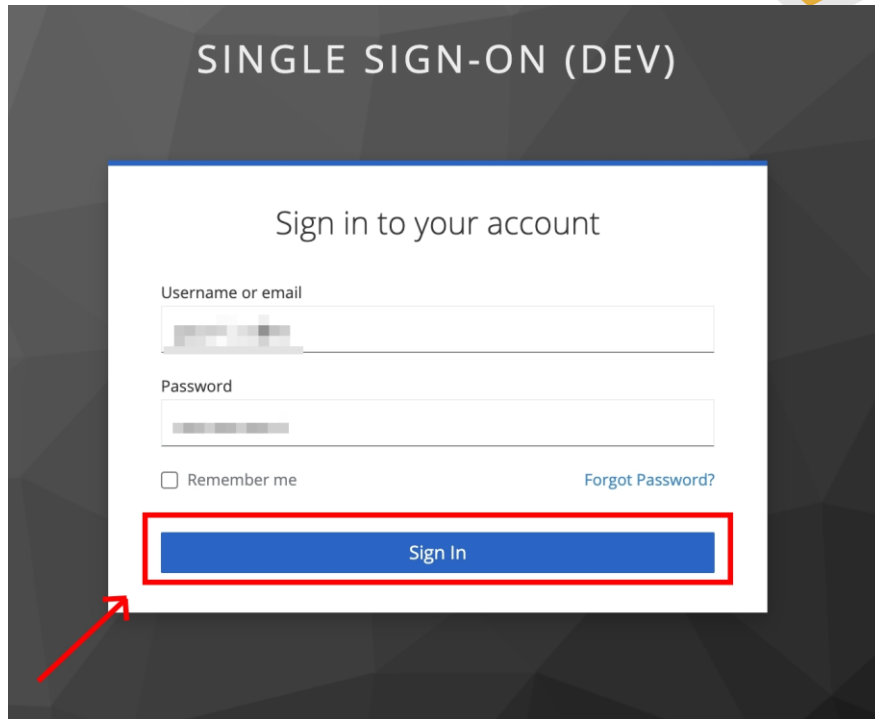 SINGLE SIGN-ON (DEV)
Sign in to your account
Username or email
Password
Remember me
Forgot Password?
Sign In